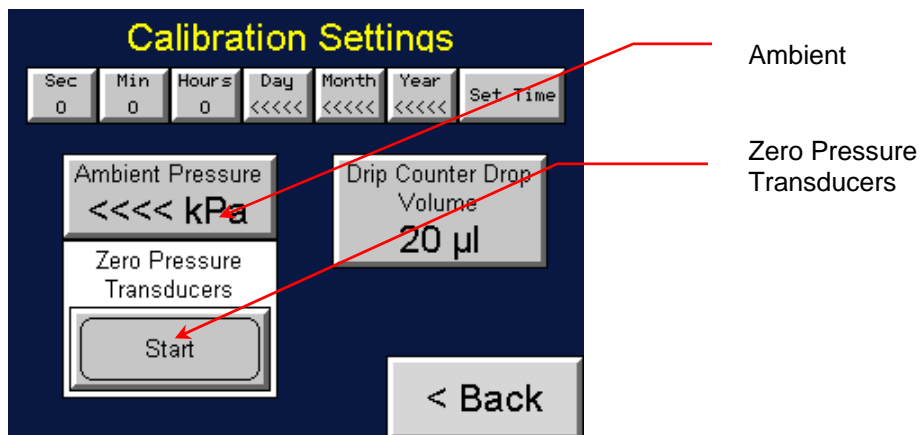 Calibration Settings
Sec Min Hours Day Month Year Set Time
0 0 0 <<<<< <<<<< <<<<<
Ambient Pressure
<<<< kPa
Zero Pressure
Transducers
Start
Drip Counter Drop
Volume
20 µl
< Back
Ambient
Zero Pressure
Transducers